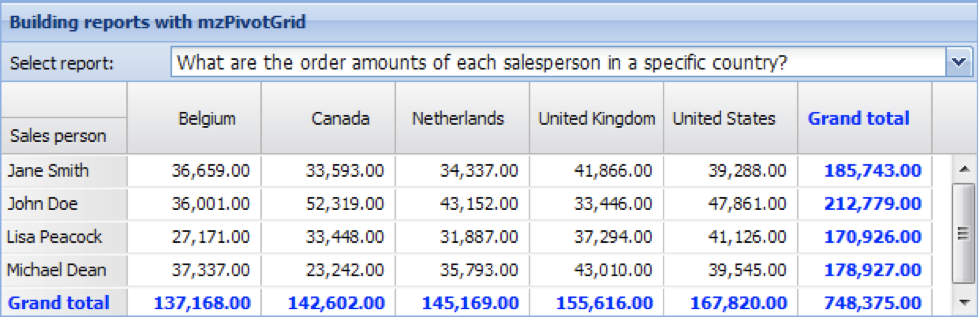 Building reports with mzPivotGrid
Select report: What are the order amounts of each salesperson in a specific country?
Sales person Belgium Canada Netherlands United Kingdom United States Grand total
Jane Smith 36,659.00 33,593.00 34,337.00 41,866.00 39,288.00 185,743.00
John Doe 36,001.00 52,319.00 43,152.00 33,446.00 47,861.00 212,779.00
Lisa Peacock 27,171.00 33,448.00 31,887.00 37,294.00 41,126.00 170,926.00
Michael Dean 37,337.00 23,242.00 35,793.00 43,010.00 39,545.00 178,927.00
Grand total 137,168.00 142,602.00 145,169.00 155,616.00 167,820.00 748,375.00